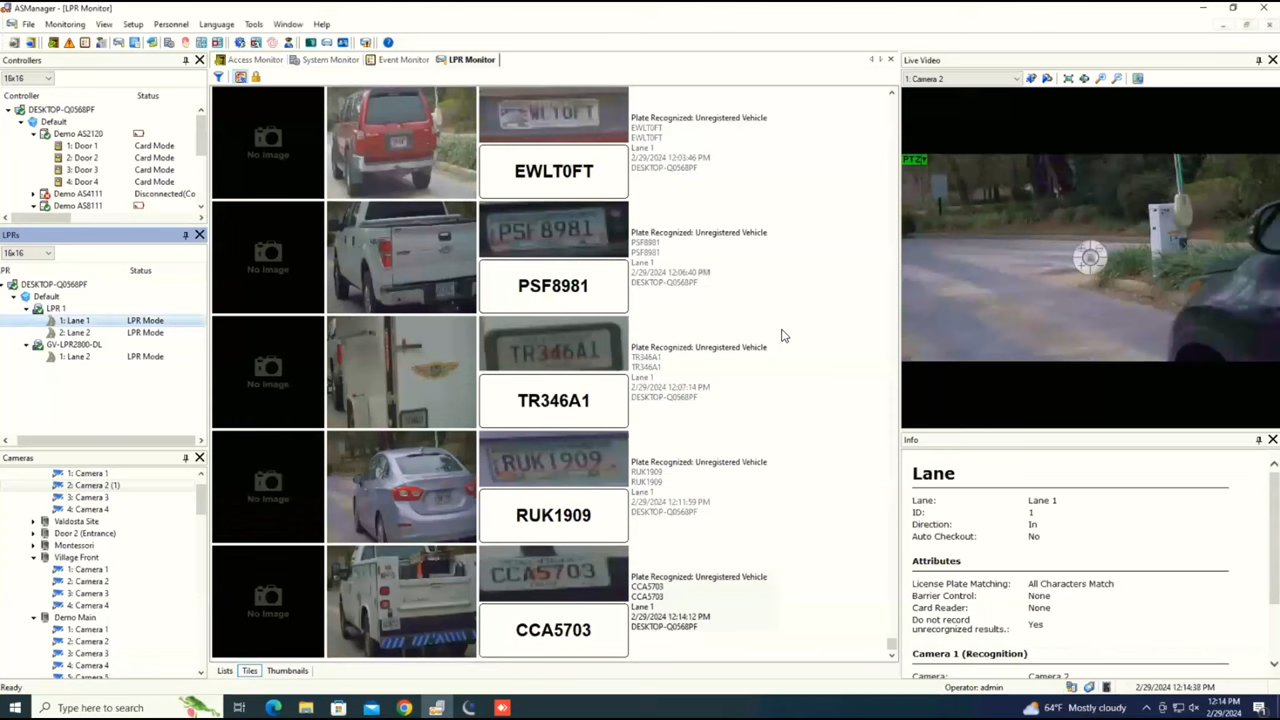 ASManager - [LPR Monitor]
File Monitoring View Setup Personnel Language Tools Window Help
Controllers
16x16
Controller Status
DESKTOP-Q0568PF
Default
Demo AS2120
1: Door 1 Card Mode
2: Door 2 Card Mode
3: Door 3 Card Mode
4: Door 4 Card Mode
Demo AS4111 Disconnected(Co
Demo AS8111
LPRs
16x16
PR Status
DESKTOP-Q0568PF
Default
LPR 1
1: Lane 1 LPR Mode
2: Lane 2 LPR Mode
GV-LPR2800-DL
1: Lane 2 LPR Mode
Cameras
1: Camera 1
2: Camera 2 (1)
3: Camera 3
4: Camera 4
Valdosta Site
Door 2 (Entrance)
Montessori
Village Front
1: Camera 1
2: Camera 2
3: Camera 3
4: Camera 4
Demo Main
1: Camera 1
2: Camera 2
3: Camera 3
4: Camera 4
5: Camera 5
Access Monitor System Monitor Event Monitor LPR Monitor
No Image
WLT0FT
EWLT0FT
Plate Recognized: Unregistered Vehicle
EWLT0FT
EWLT0FT
Lane 1
2/29/2024 12:03:46 PM
DESKTOP-Q0568PF
No Image
PSF8981
PSF8981
Plate Recognized: Unregistered Vehicle
PSF8981
PSF8981
Lane 1
2/29/2024 12:06:40 PM
DESKTOP-Q0568PF
No Image
TR346A1
TR346A1
Plate Recognized: Unregistered Vehicle
TR346A1
TR346A1
Lane 1
2/29/2024 12:07:14 PM
DESKTOP-Q0568PF
No Image
RUK1909
RUK1909
Plate Recognized: Unregistered Vehicle
RUK1909
RUK1909
Lane 1
2/29/2024 12:11:59 PM
DESKTOP-Q0568PF
No Image
CCA5703
CCA5703
Plate Recognized: Unregistered Vehicle
CCA5703
CCA5703
Lane 1
2/29/2024 12:14:12 PM
DESKTOP-Q0568PF
Lists Tiles Thumbnails
Live Video
1: Camera 2
PTZ
Info
Lane
Lane: Lane 1
ID: 1
Direction: In
Auto Checkout: No
Attributes
License Plate Matching: All Characters Match
Barrier Control: None
Card Reader: None
Do not record
unrecorgnized results.: Yes
Camera 1 (Recognition)
Camera: Camera 2
Ready
Operator: admin 2/29/2024 12:14:38 PM
Type here to search
64°F Mostly cloudy
12:14 PM
2/29/2024